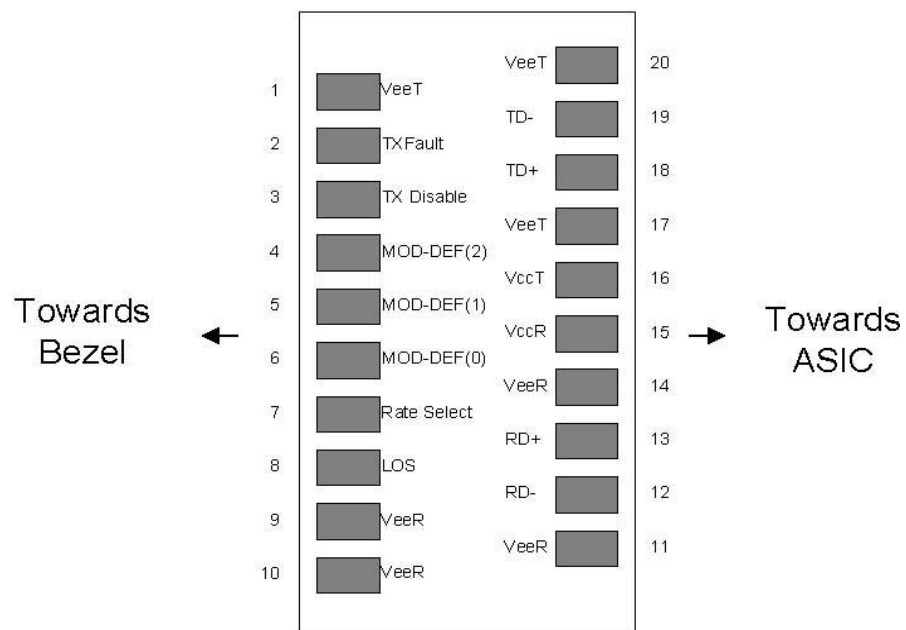 VeeT 20
1 VeeT
TD- 19
2 TXFault
TD+ 18
3 TX Disable
VeeT 17
4 MOD-DEF(2)
VccT 16
5 MOD-DEF(1)
Towards
Bezel
VccR 15
Towards
ASIC
6 MOD-DEF(0)
VeeR 14
7 Rate Select
RD+ 13
8 LOS
RD- 12
9 VeeR
VeeR 11
10 VeeR